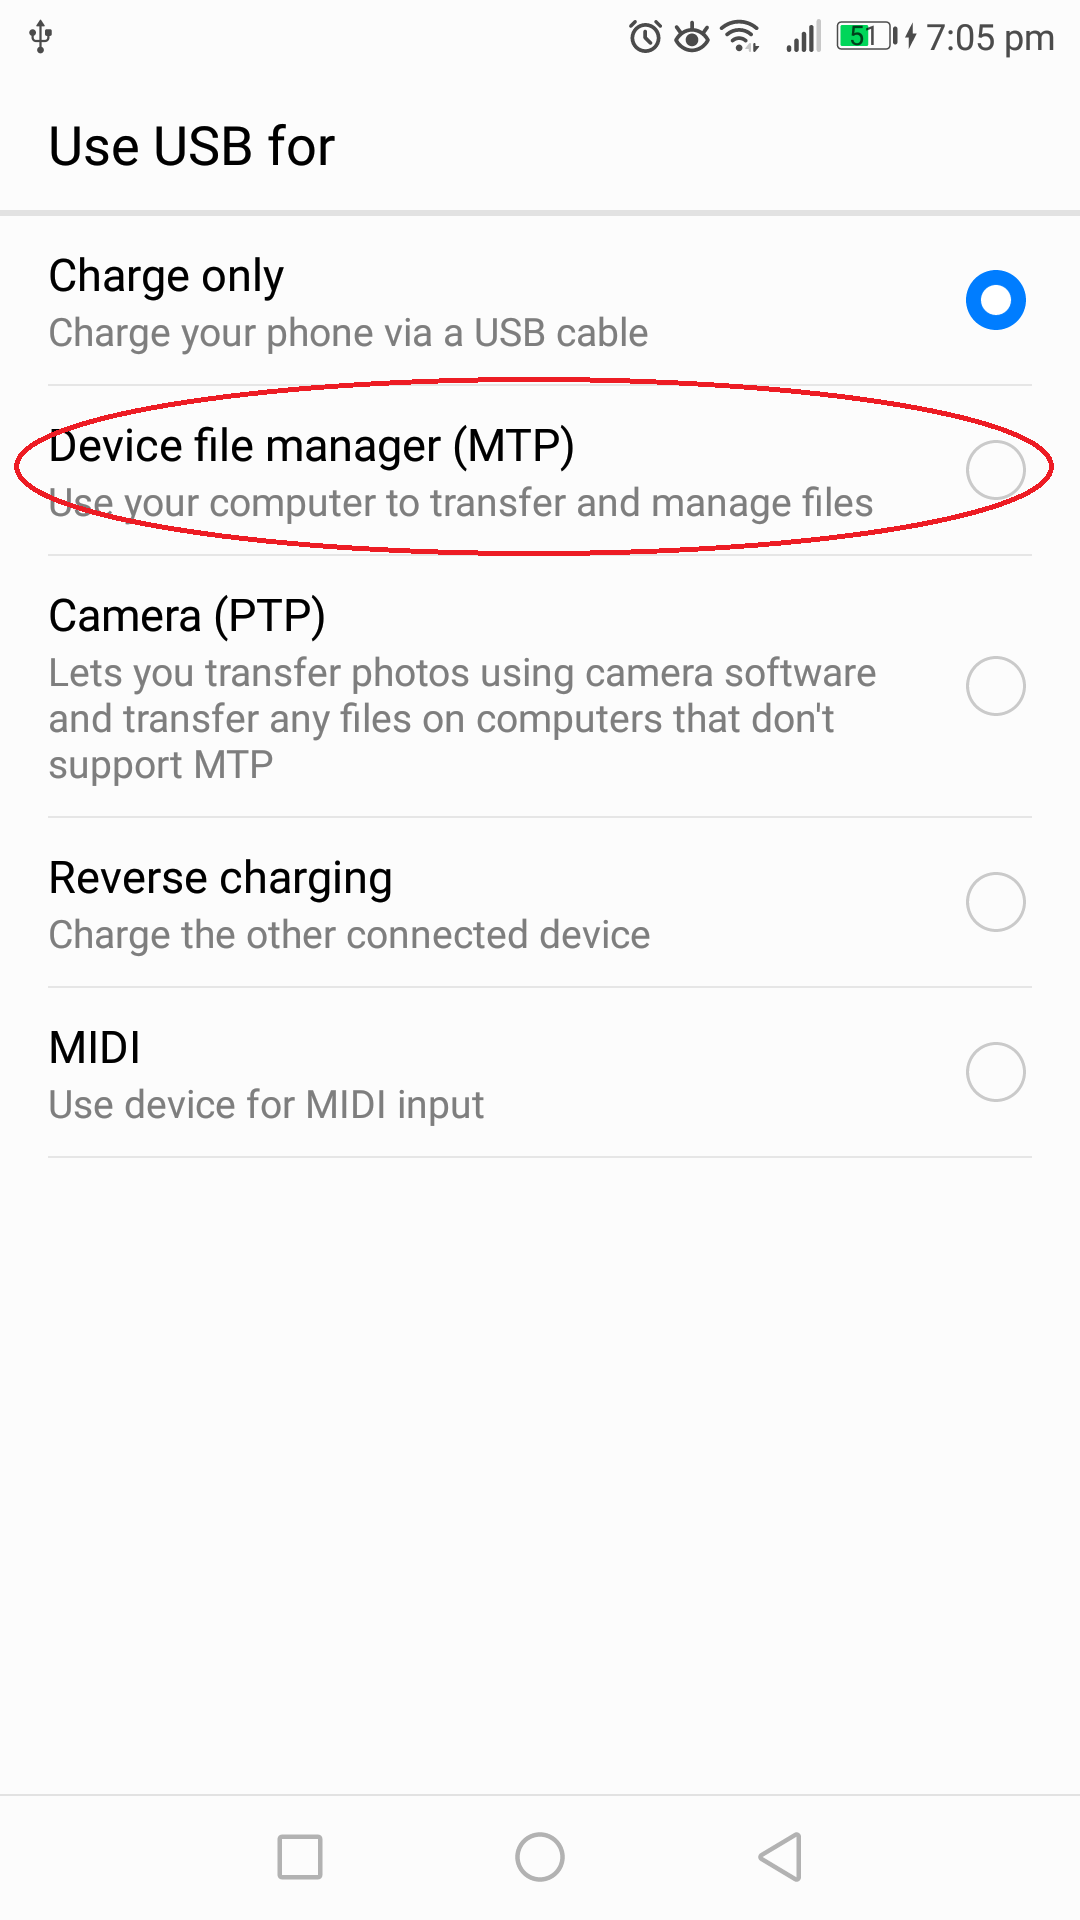 51 7:05 pm
Use USB for
Charge only
Charge your phone via a USB cable
Device file manager (MTP)
Use your computer to transfer and manage files
Camera (PTP)
Lets you transfer photos using camera software
and transfer any files on computers that don't
support MTP
Reverse charging
Charge the other connected device
MIDI
Use device for MIDI input